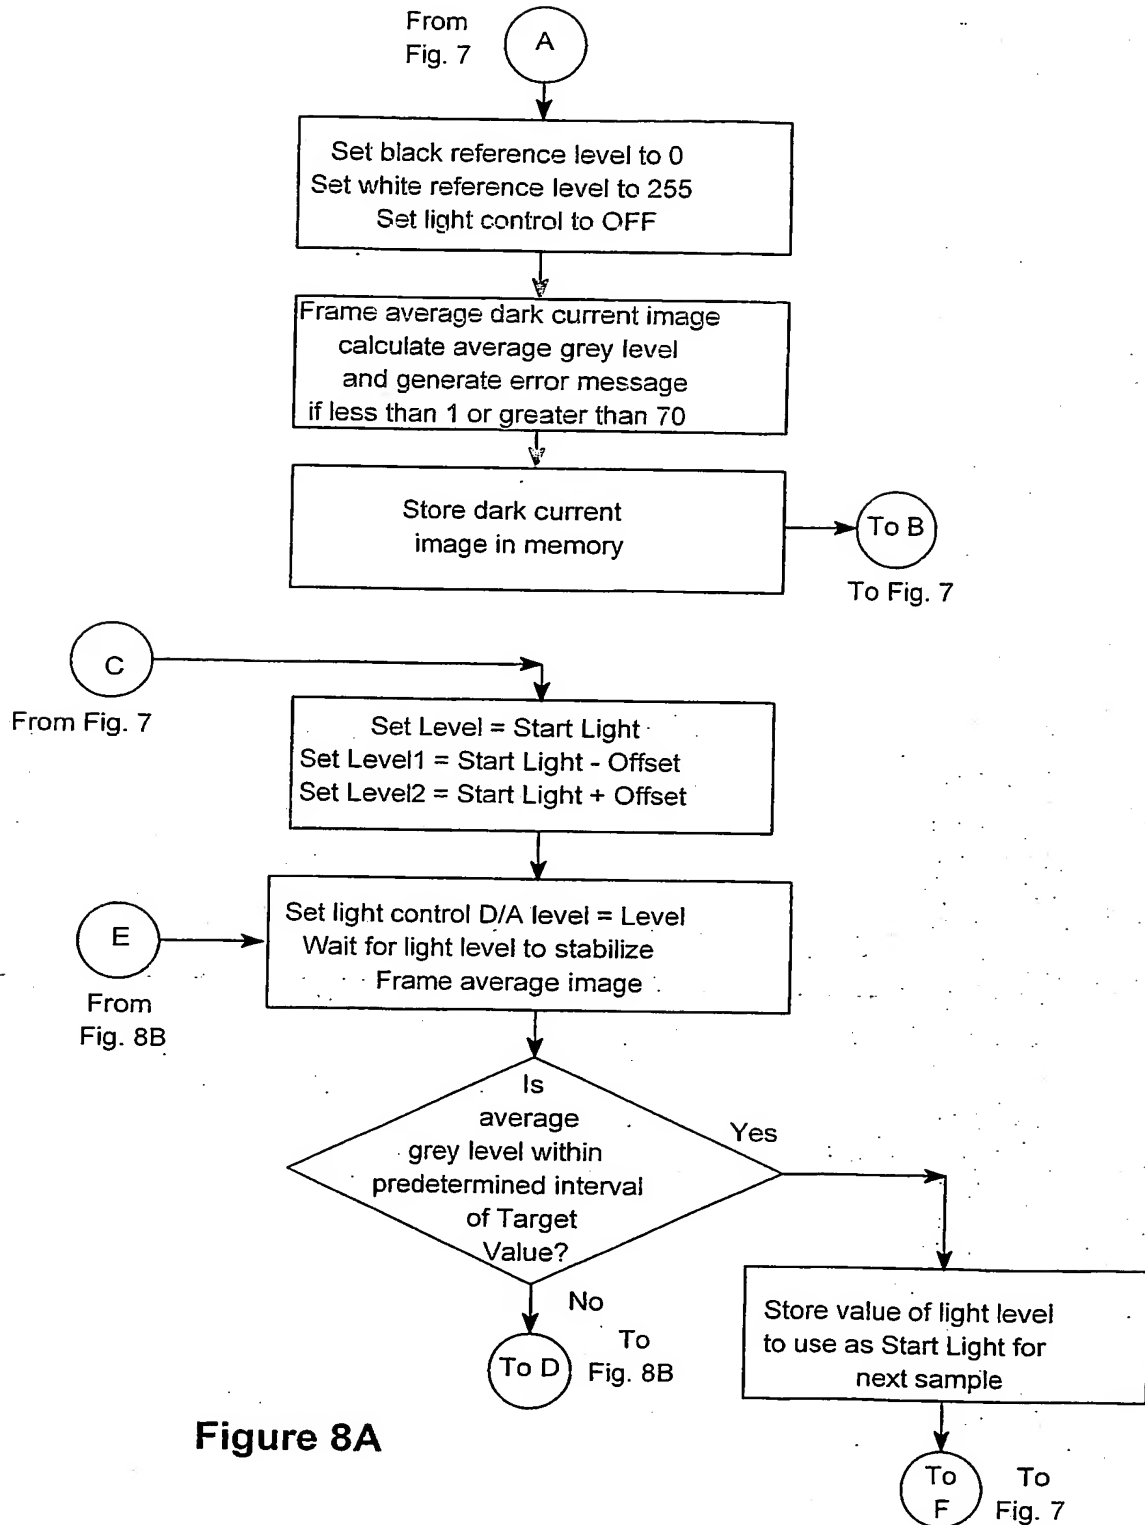 From
Fig. 7
A
Set black reference level to 0
Set white reference level to 255
Set light control to OFF
Frame average dark current image
calculate average grey level
and generate error message
if less than 1 or greater than 70
Store dark current
image in memory
To B
To Fig. 7
C
From Fig. 7
Set Level = Start Light
Set Level1 = Start Light - Offset
Set Level2 = Start Light + Offset
E
From
Fig. 8B
Set light control D/A level = Level
Wait for light level to stabilize
Frame average image
Is
average
grey level within
predetermined interval
of Target
Value?
Yes
No
To D
To
Fig. 8B
Store value of light level
to use as Start Light for
next sample
To
F
To
Fig. 7
Figure 8A